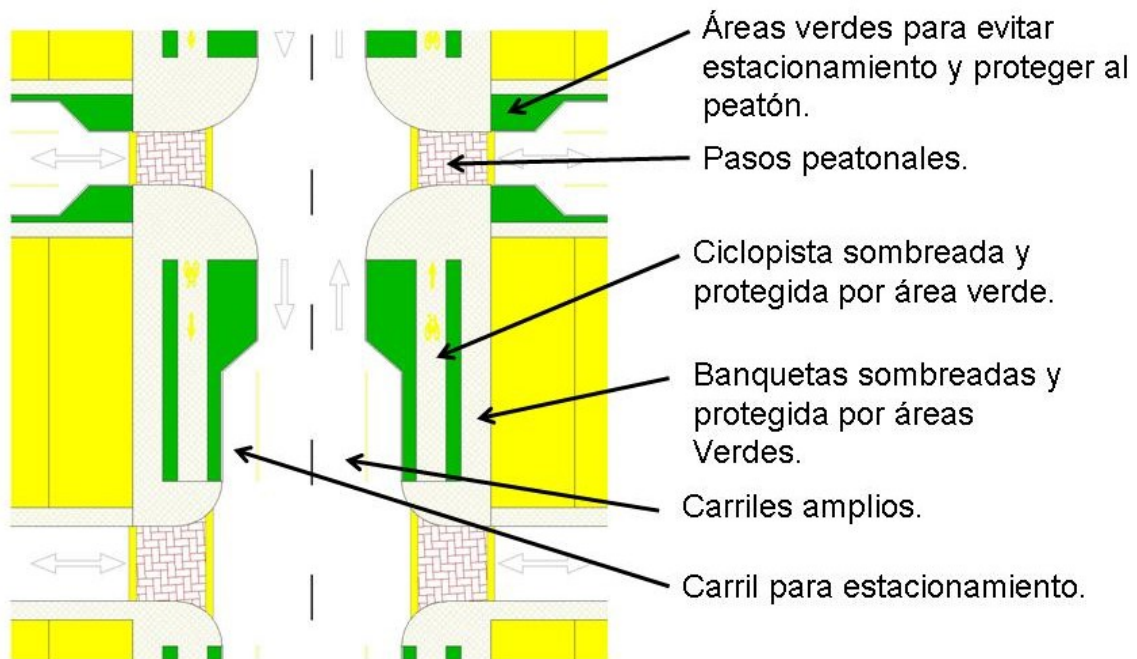 Áreas verdes para evitar
estacionamiento y proteger al
peatón.
Pasos peatonales.
Ciclopista sombreada y
protegida por área verde.
Banquetas sombreadas y
protegida por áreas
Verdes.
Carriles amplios.
Carril para estacionamiento.